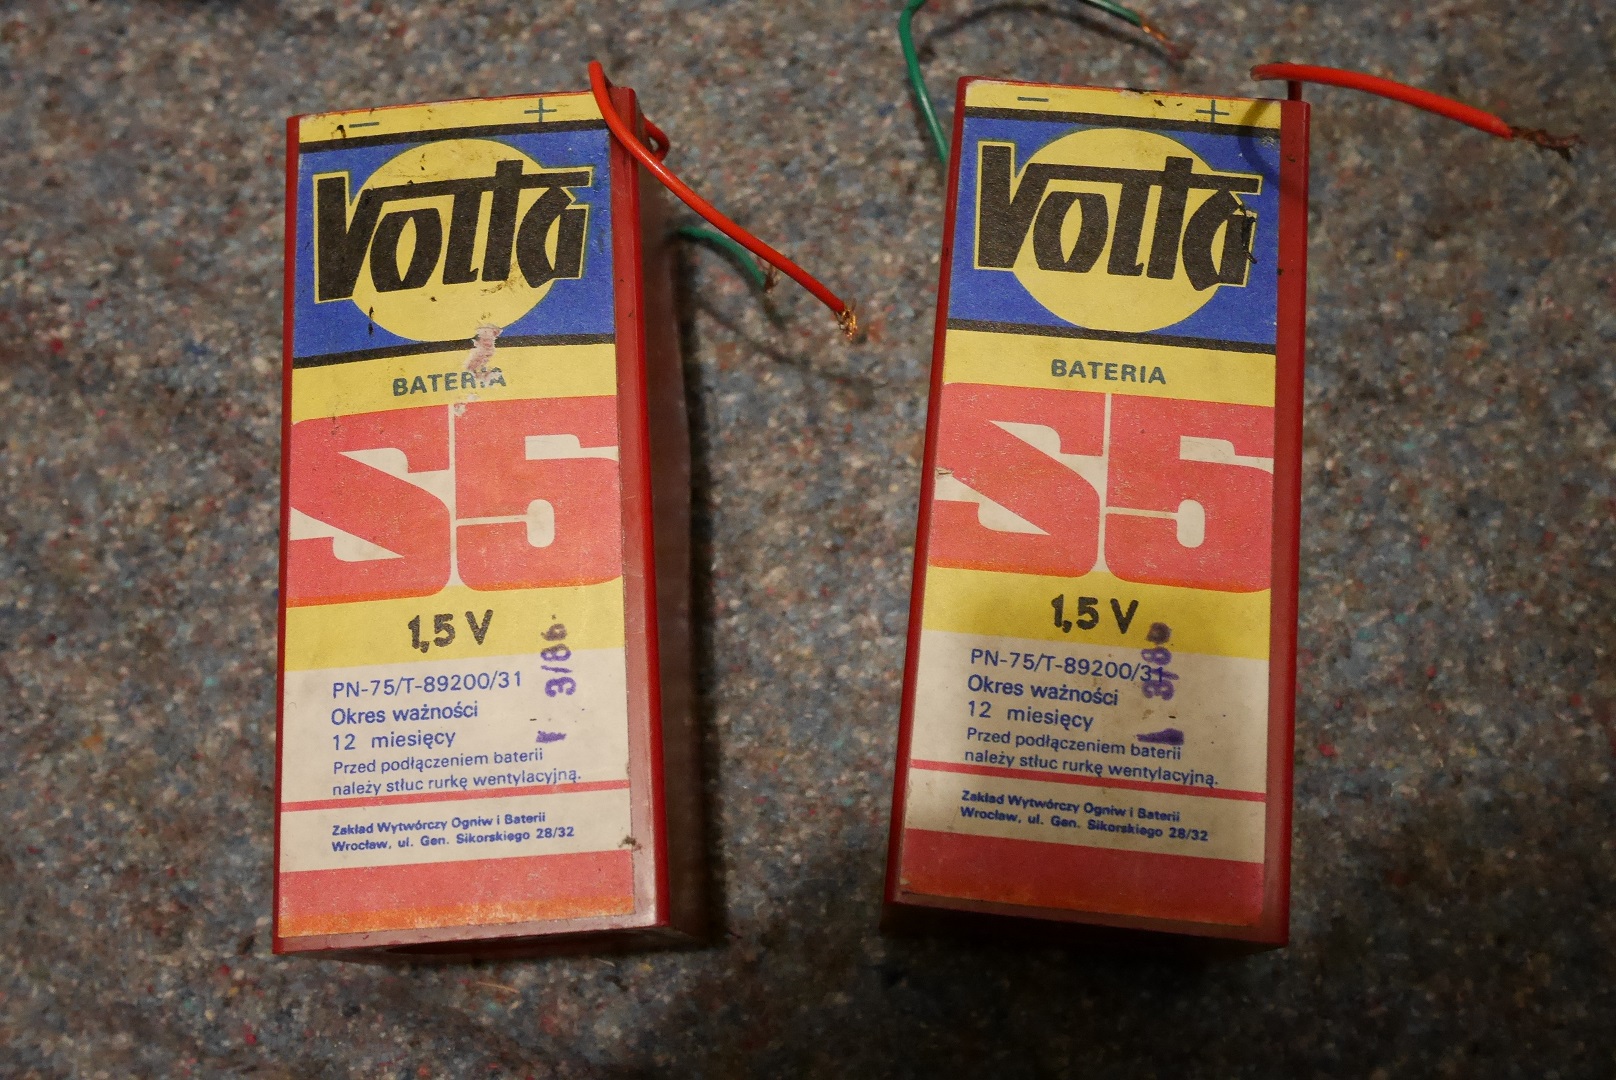 − +
Volta
BATERIA
S5
1,5 V
3/86
PN-75/T-89200/31
Okres ważności
12 miesięcy
Przed podłączeniem baterii
należy stłuc rurkę wentylacyjną.
Zakład Wytwórczy Ogniw i Baterii
Wrocław, ul. Gen. Sikorskiego 28/32
− +
Volta
BATERIA
S5
1,5 V
PN-75/T-89200/31
Okres ważności
12 miesięcy
Przed podłączeniem baterii
należy stłuc rurkę wentylacyjną.
Zakład Wytwórczy Ogniw i Baterii
Wrocław, ul. Gen. Sikorskiego 28/32